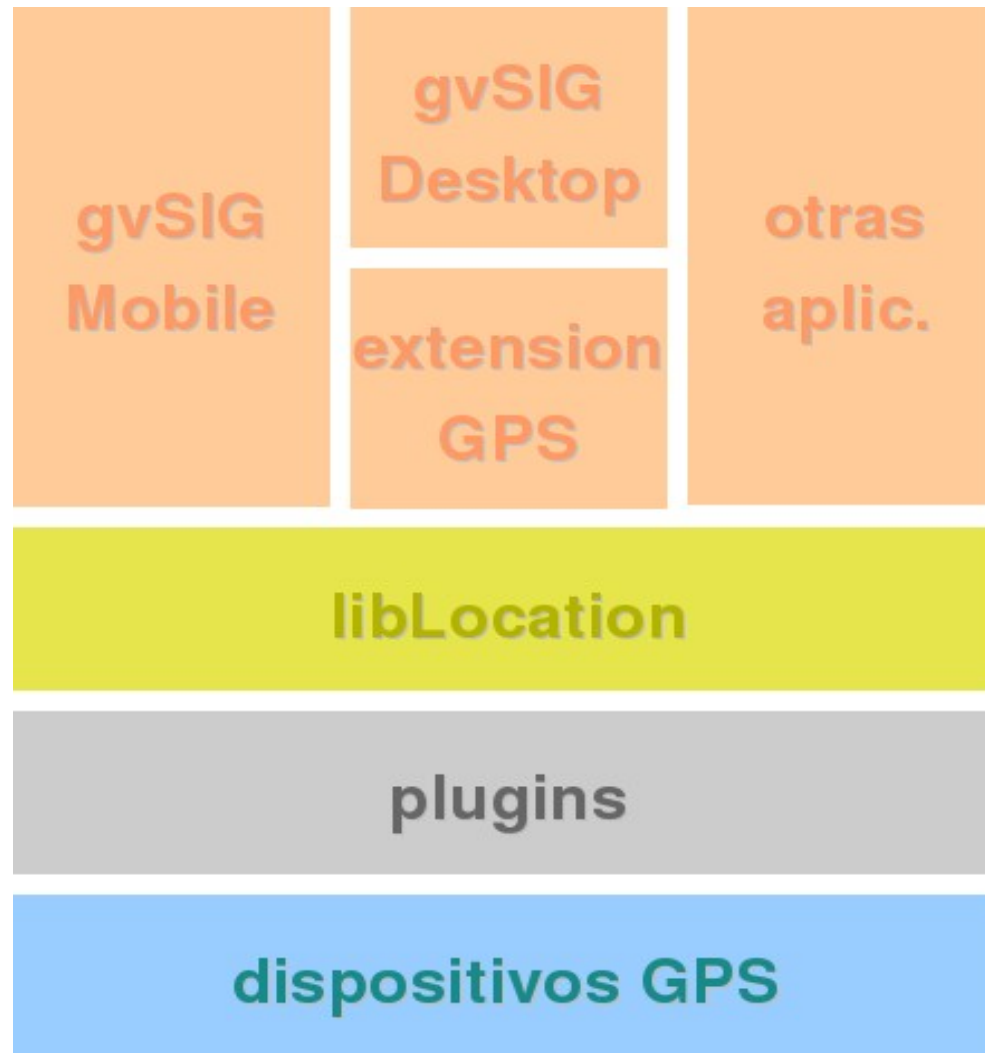 gvSIG
Mobile
gvSIG
Desktop
extension
GPS
otras
aplic.
libLocation
plugins
dispositivos GPS